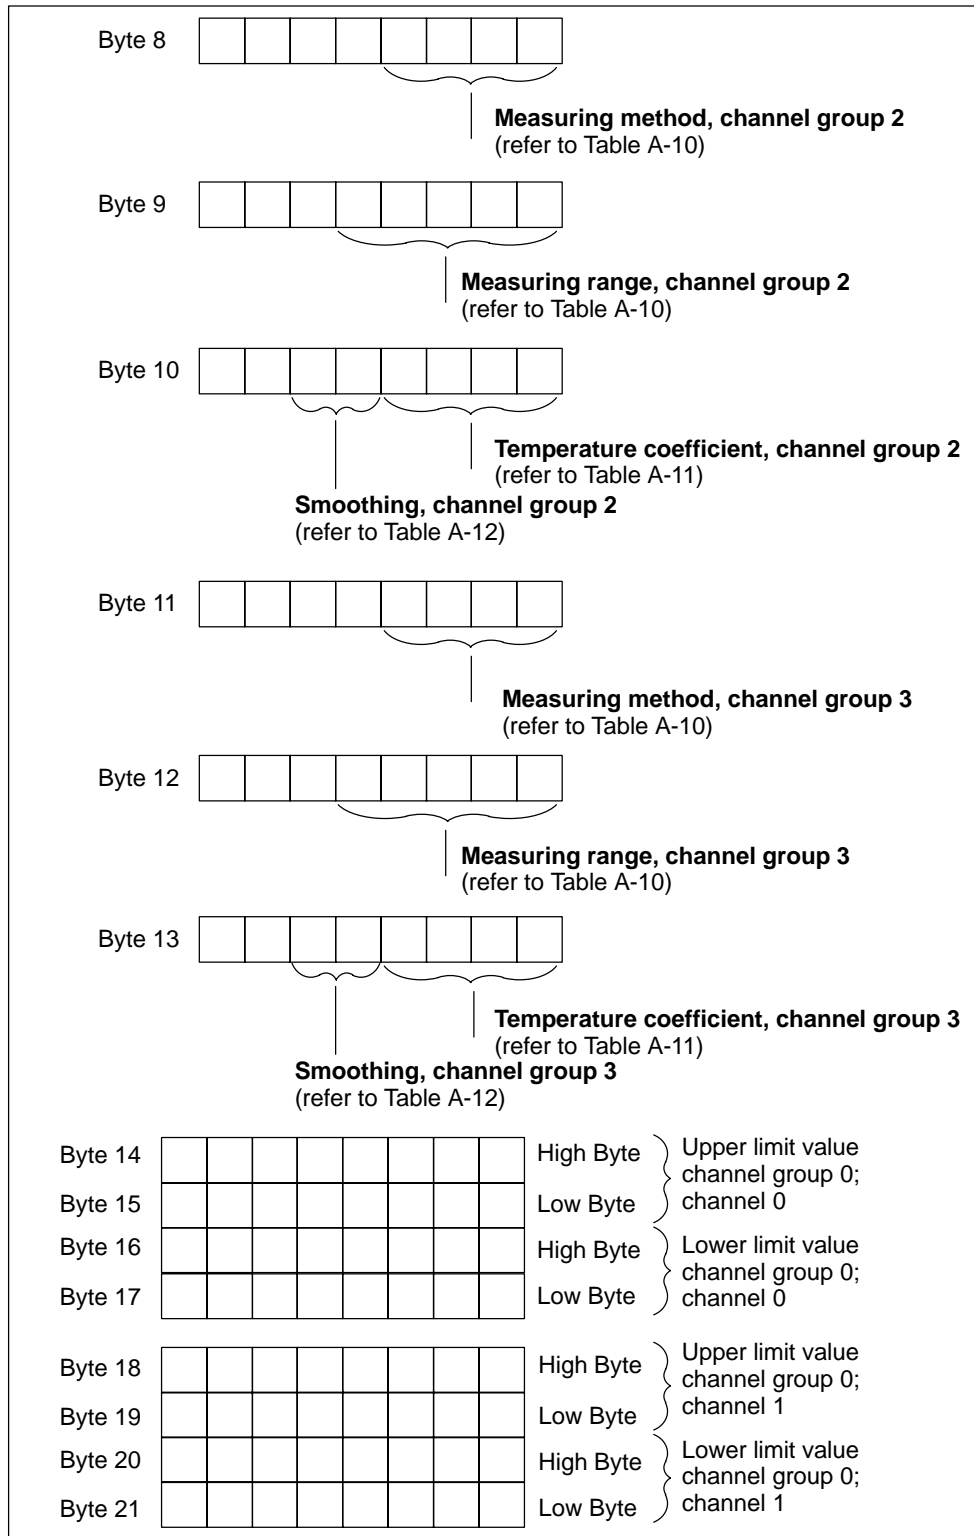 Byte 8
Measuring method, channel group 2
(refer to Table A-10)
Byte 9
Measuring range, channel group 2
(refer to Table A-10)
Byte 10
Temperature coefficient, channel group 2
(refer to Table A-11)
Smoothing, channel group 2
(refer to Table A-12)
Byte 11
Measuring method, channel group 3
(refer to Table A-10)
Byte 12
Measuring range, channel group 3
(refer to Table A-10)
Byte 13
Temperature coefficient, channel group 3
(refer to Table A-11)
Smoothing, channel group 3
(refer to Table A-12)
Byte 14
High Byte
Byte 15
Low Byte
Upper limit value
channel group 0;
channel 0
Byte 16
High Byte
Byte 17
Low Byte
Lower limit value
channel group 0;
channel 0
Byte 18
High Byte
Byte 19
Low Byte
Upper limit value
channel group 0;
channel 1
Byte 20
High Byte
Byte 21
Low Byte
Lower limit value
channel group 0;
channel 1